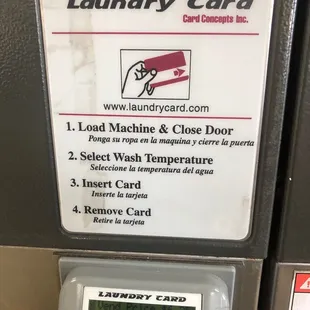 Laundry Card
Card Concepts Inc.
www.laundrycard.com
1. Load Machine & Close Door
Ponga su ropa en la maquina y cierre la puerta
2. Select Wash Temperature
Seleccione la temperatura del agua
3. Insert Card
Inserte la tarjeta
4. Remove Card
Retire la tarjeta
LAUNDRY CARD